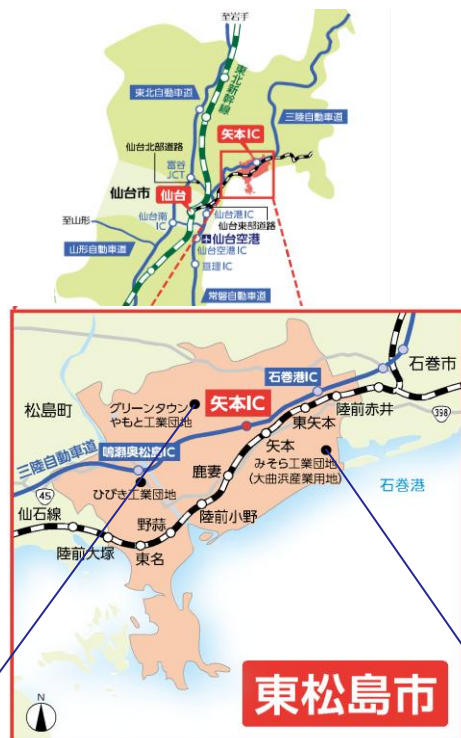 至岩手
東北新幹線
東北自動車道
三陸自動車道
矢本IC
仙台北部道路
富谷
JCT
仙台市
仙台
至山形
仙台南
IC
仙台港IC
仙台東部道路
仙台空港
仙台空港IC
山形自動車道
亘理IC
常磐自動車道
石巻市
石巻港IC
松島町
グリーンタウン
やもと工業団地
矢本IC
陸前赤井
398
東矢本
三陸自動車道
鳴瀬奥松島IC
矢本
鹿妻
みそら工業団地
(大曲浜産業用地)
石巻港
45
ひびき工業団地
仙石線
陸前小野
野蒜
陸前大塚
東名
N
東松島市